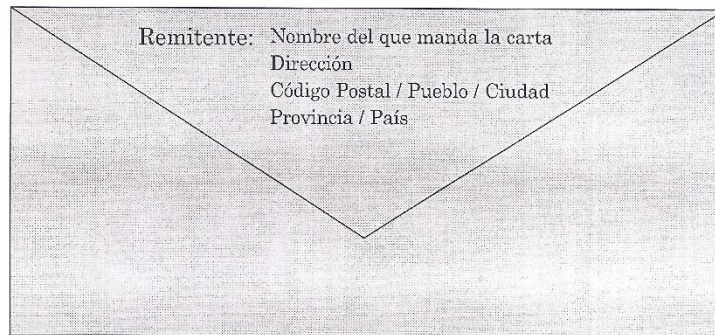 Remitente: Nombre del que manda la carta
Dirección
Código Postal / Pueblo / Ciudad
Provincia / País